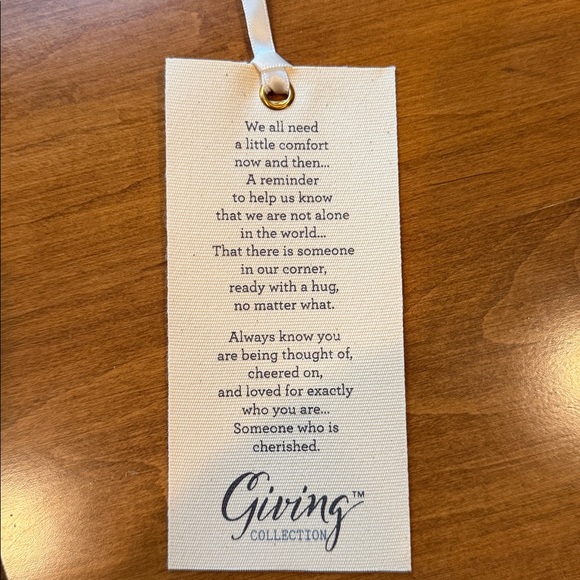 We all need
a little comfort
now and then...
A reminder
to help us know
that we are not alone
in the world...
That there is someone
in our corner,
ready with a hug,
no matter what.
Always know you
are being thought of,
cheered on,
and loved for exactly
who you are...
Someone who is
cherished.
Giving™
COLLECTION